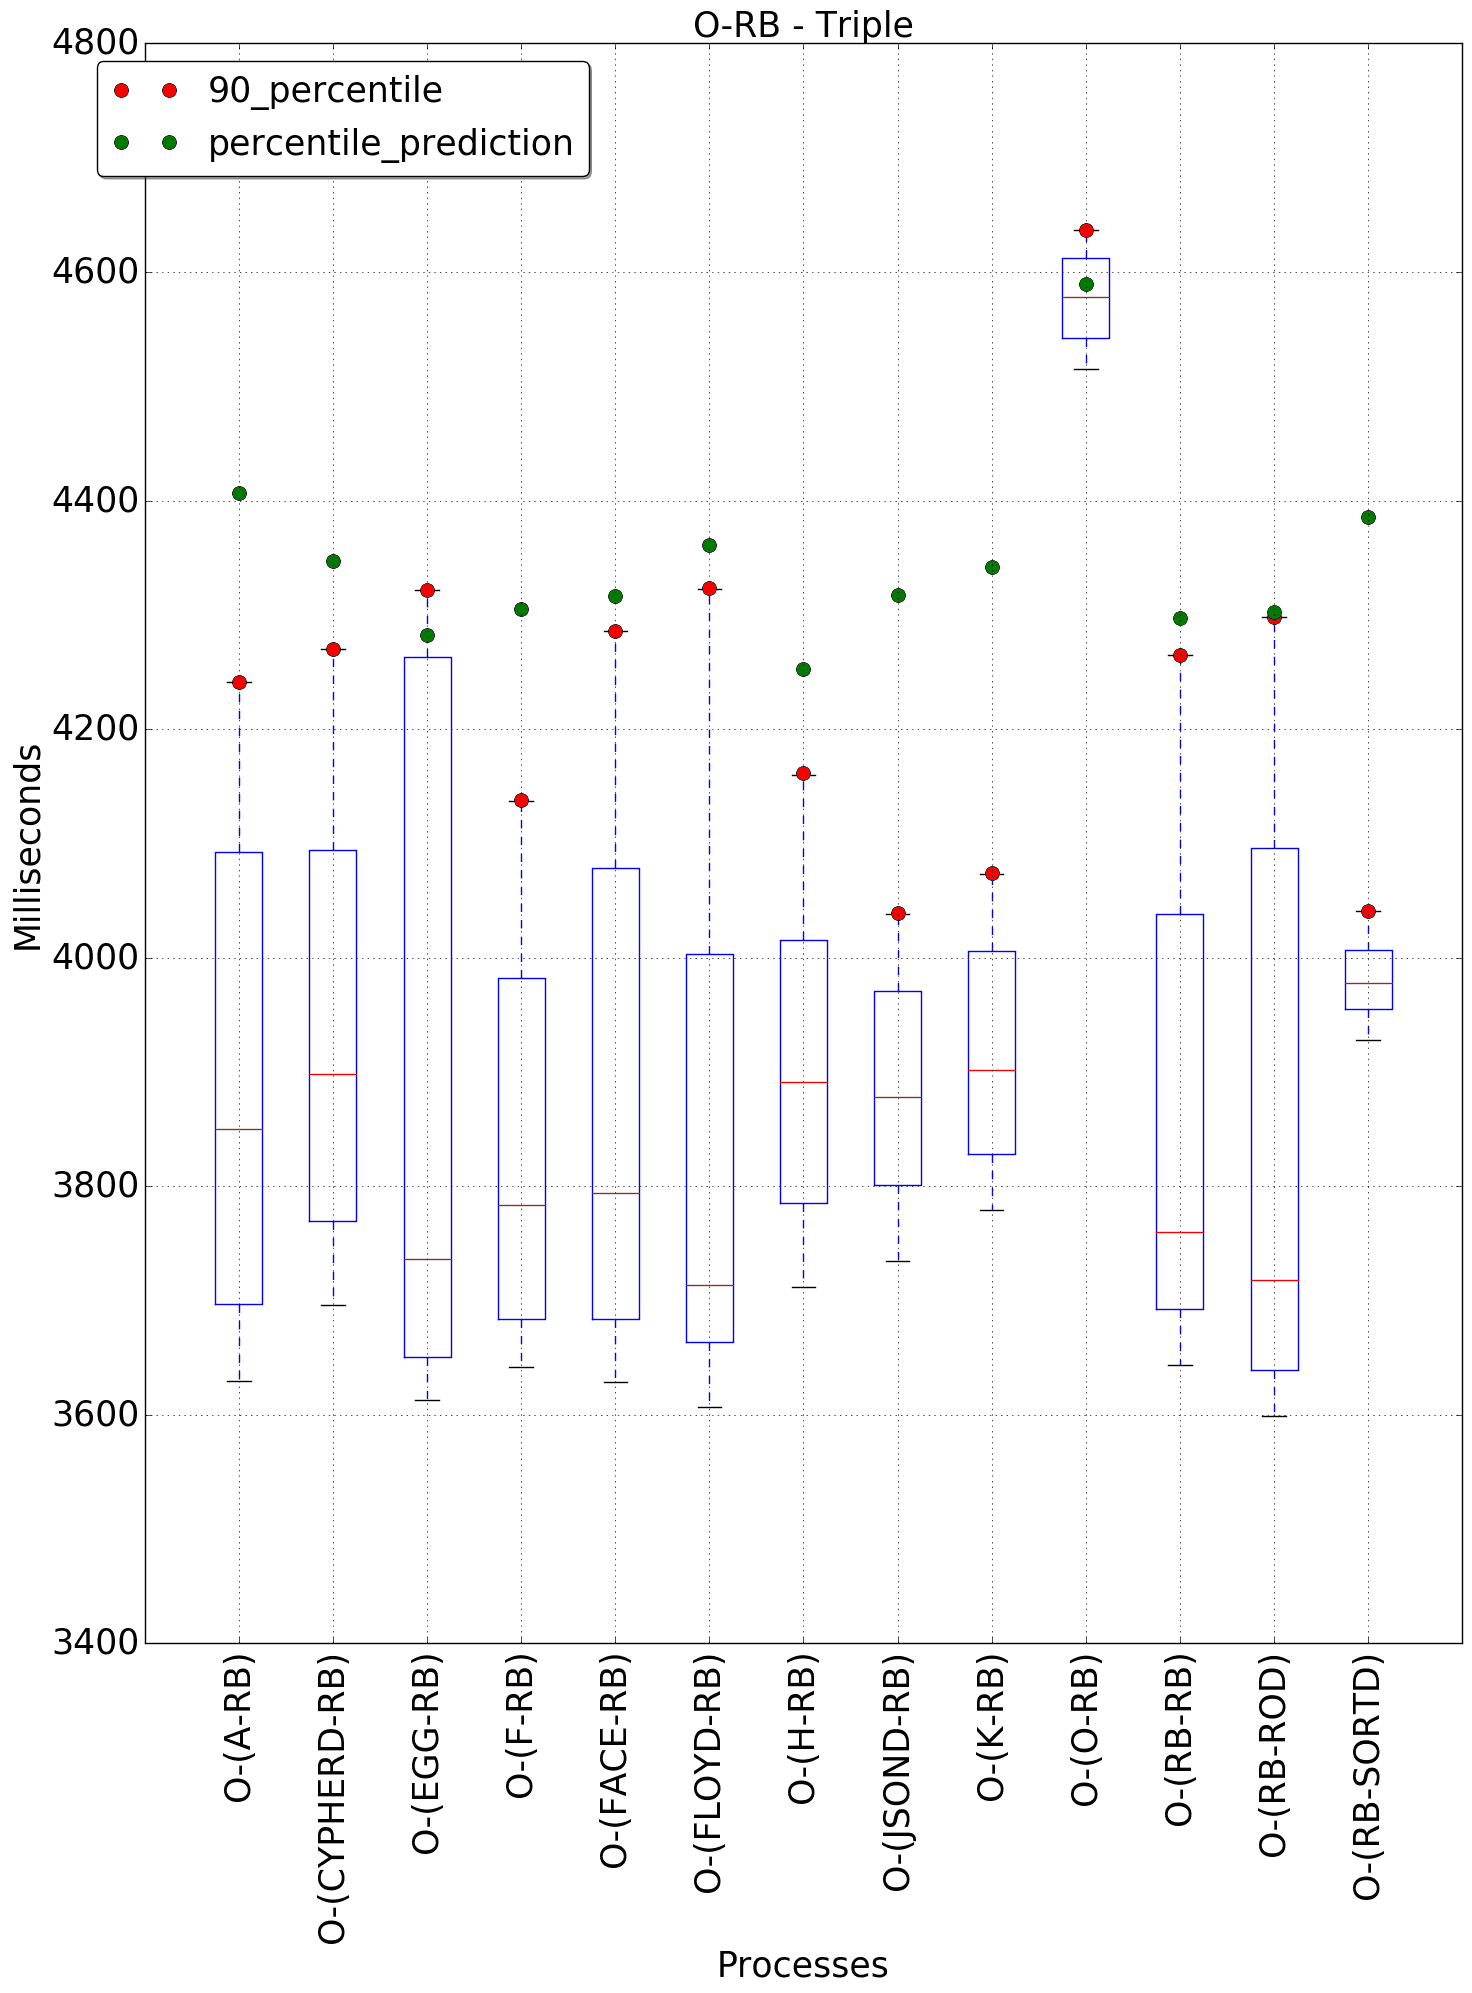 O-RB - Triple
90_percentile
percentile_prediction
4800
4600
4400
4200
4000
3800
3600
3400
Milliseconds
O-(A-RB)
O-(CYPHERD-RB)
O-(EGG-RB)
O-(F-RB)
O-(FACE-RB)
O-(FLOYD-RB)
O-(H-RB)
O-(JSOND-RB)
O-(K-RB)
O-(O-RB)
O-(RB-RB)
O-(RB-ROD)
O-(RB-SORTD)
Processes